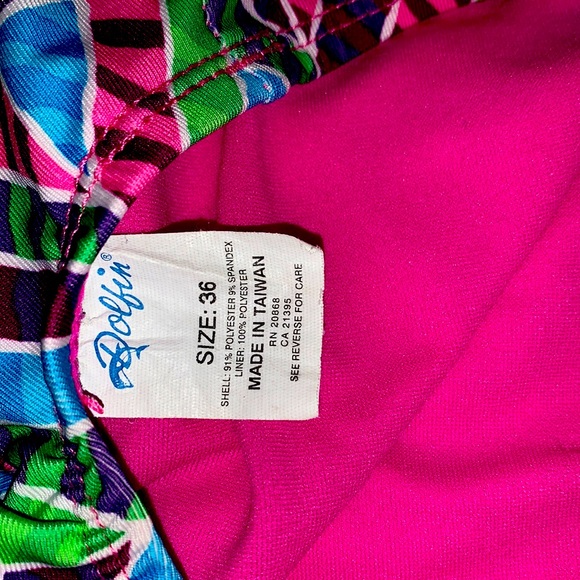 Dolfin®
SIZE: 36
SHELL: 91% POLYESTER 9% SPANDEX
LINER: 100% POLYESTER
MADE IN TAIWAN
RN 20868
CA 21395
SEE REVERSE FOR CARE